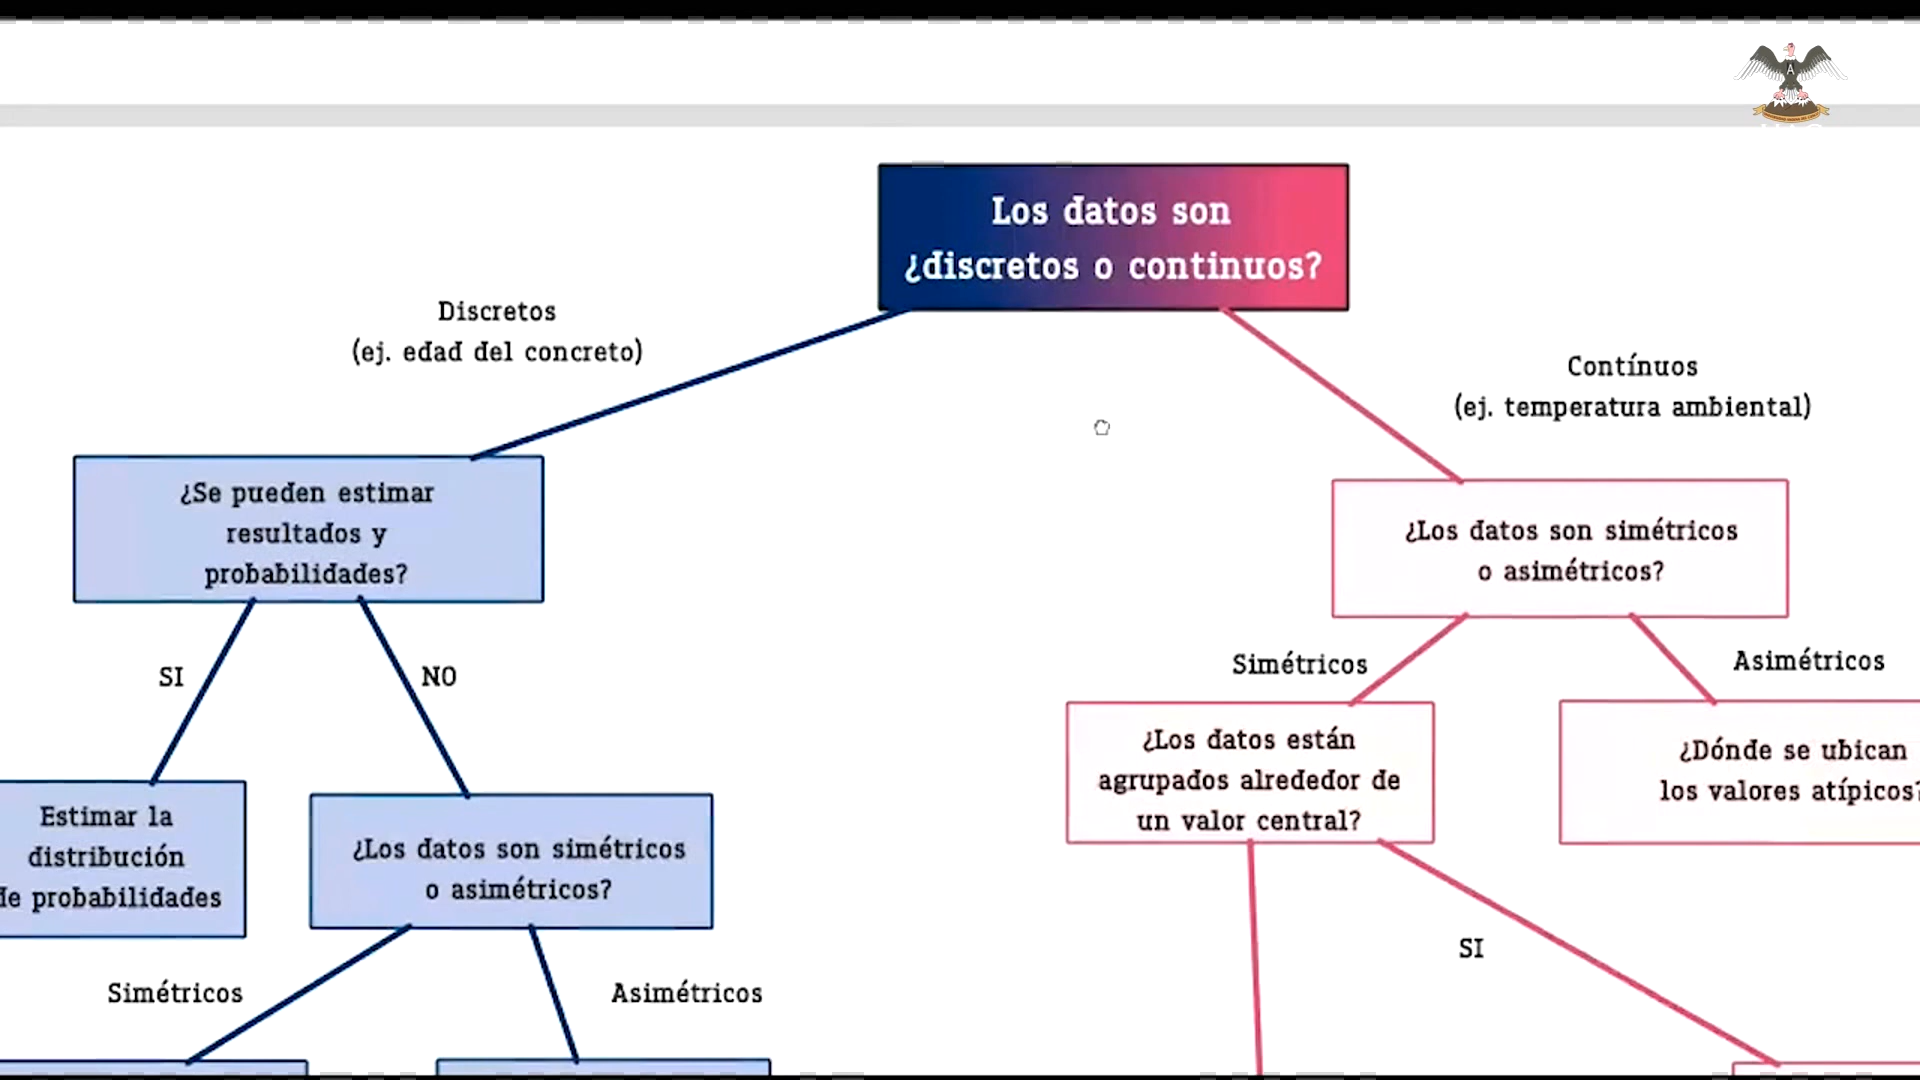 Los datos son
¿discretos o continuos?
Discretos
(ej. edad del concreto)
Contínuos
(ej. temperatura ambiental)
¿Se pueden estimar
resultados y
probabilidades?
¿Los datos son simétricos
o asimétricos?
SI
NO
Simétricos
Asimétricos
Estimar la
distribución
de probabilidades
¿Los datos son simétricos
o asimétricos?
¿Los datos están
agrupados alrededor de
un valor central?
¿Dónde se ubican
los valores atípicos?
Simétricos
Asimétricos
SI